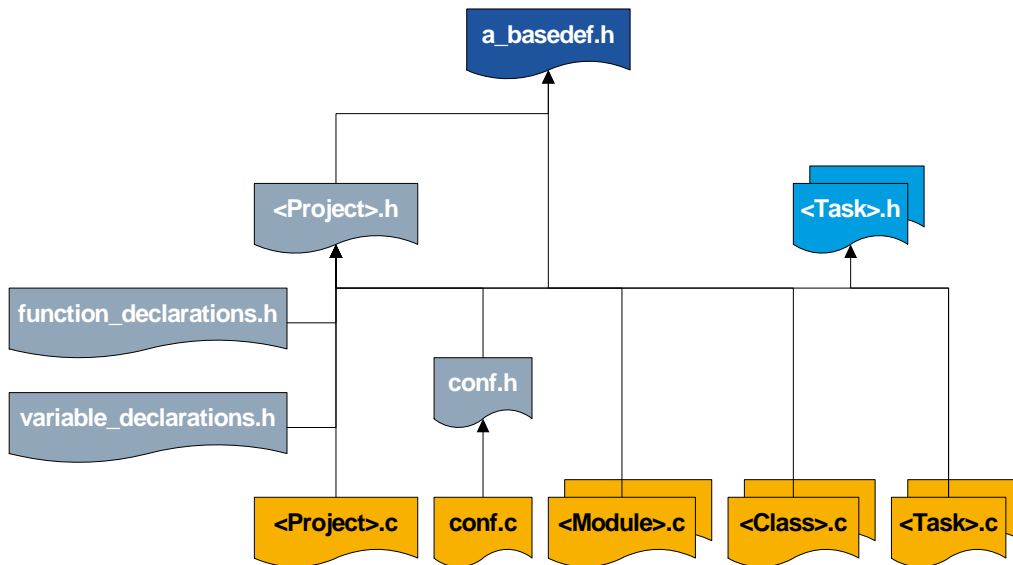 a_basedef.h
<Project>.h
<Task>.h
function_declarations.h
conf.h
variable_declarations.h
<Project>.c
conf.c
<Module>.c
<Class>.c
<Task>.c